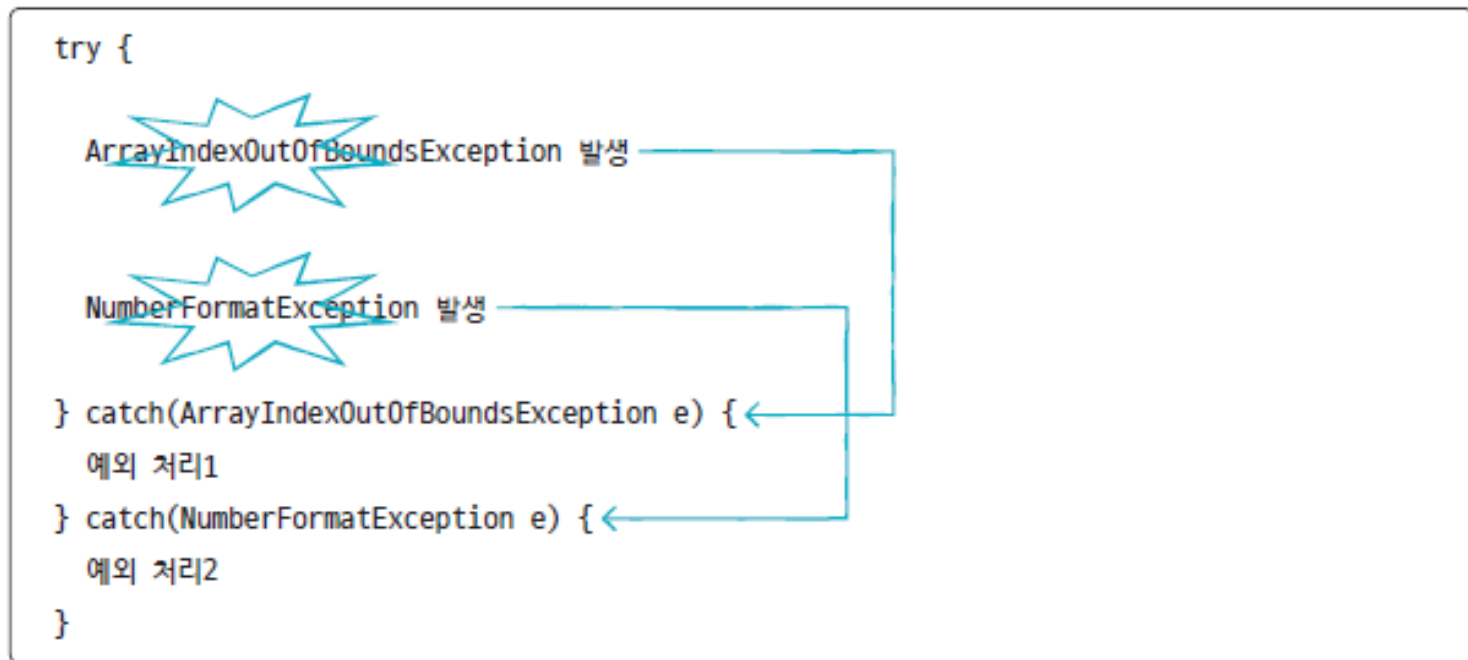 try {
ArrayIndexOutOfBoundsException 발생
NumberFormatException 발생
} catch(ArrayIndexOutOfBoundsException e) {
예외 처리1
} catch(NumberFormatException e) {
예외 처리2
}